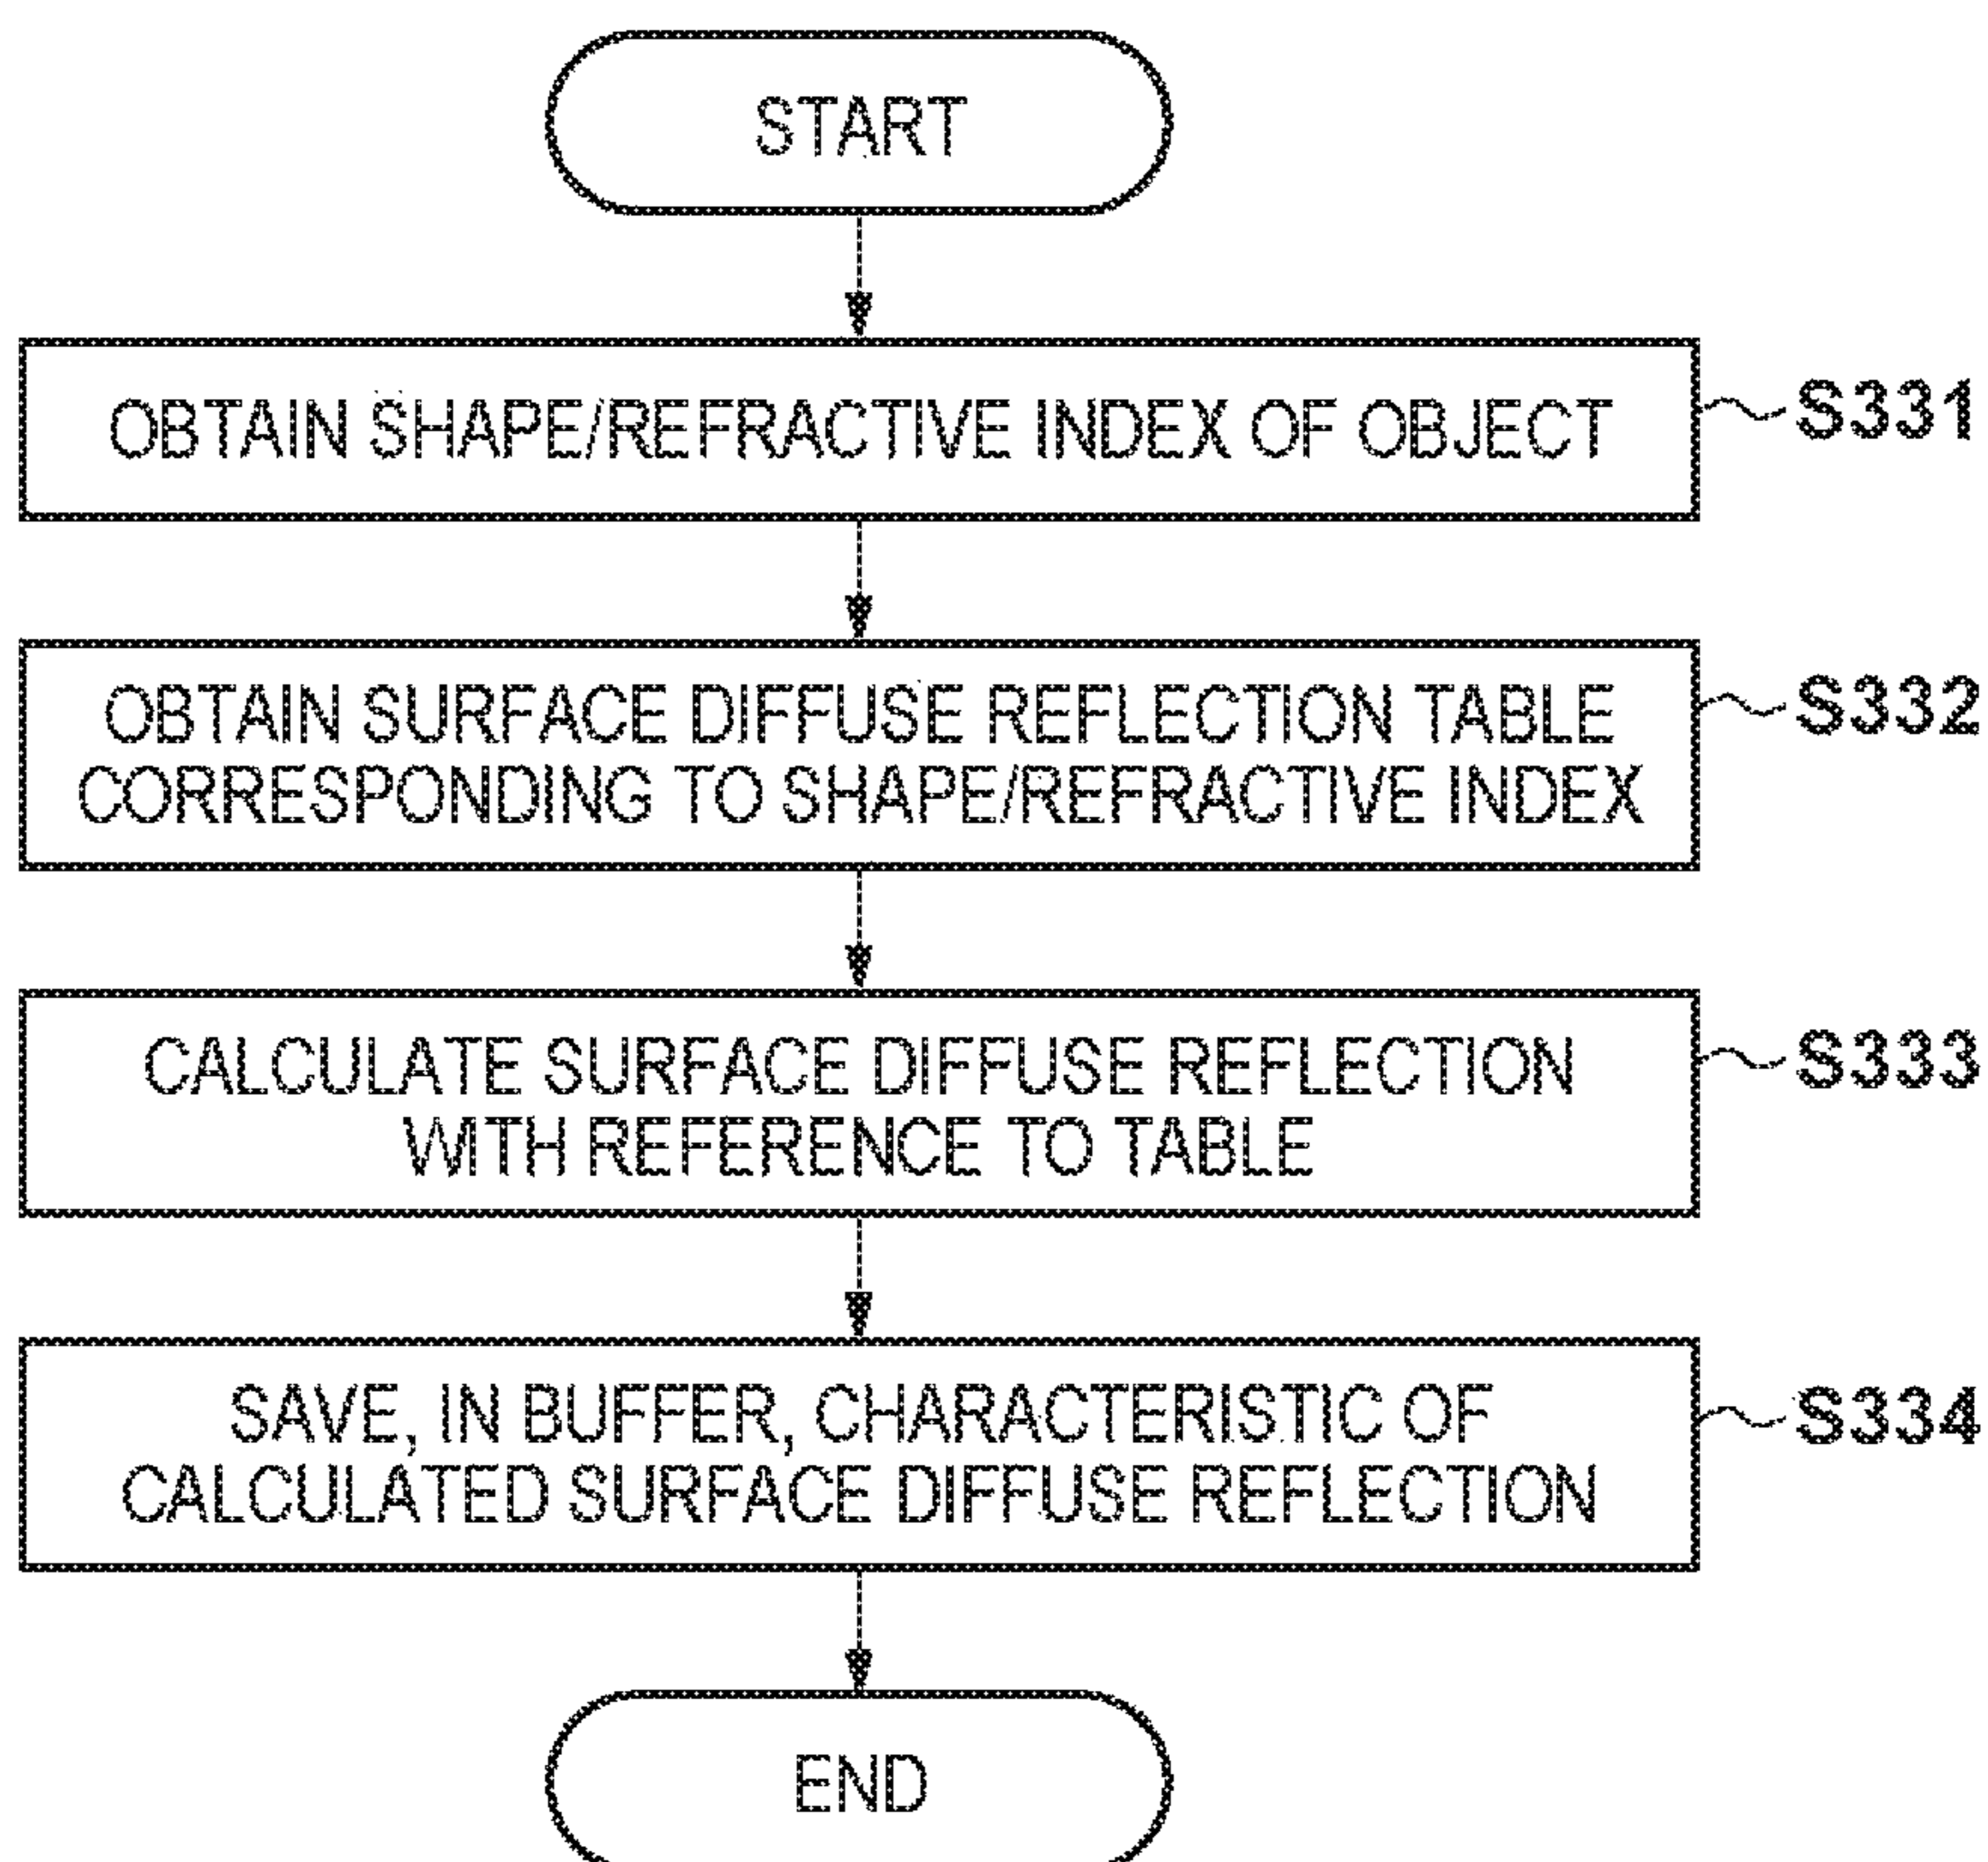 START
OBTAIN SHAPE/REFRACTIVE INDEX OF OBJECT
S331
OBTAIN SURFACE DIFFUSE REFLECTION TABLE
CORRESPONDING TO SHAPE/REFRACTIVE INDEX
S332
CALCULATE SURFACE DIFFUSE REFLECTION
WITH REFERENCE TO TABLE
S333
SAVE, IN BUFFER, CHARACTERISTIC OF
CALCULATED SURFACE DIFFUSE REFLECTION
S334
END